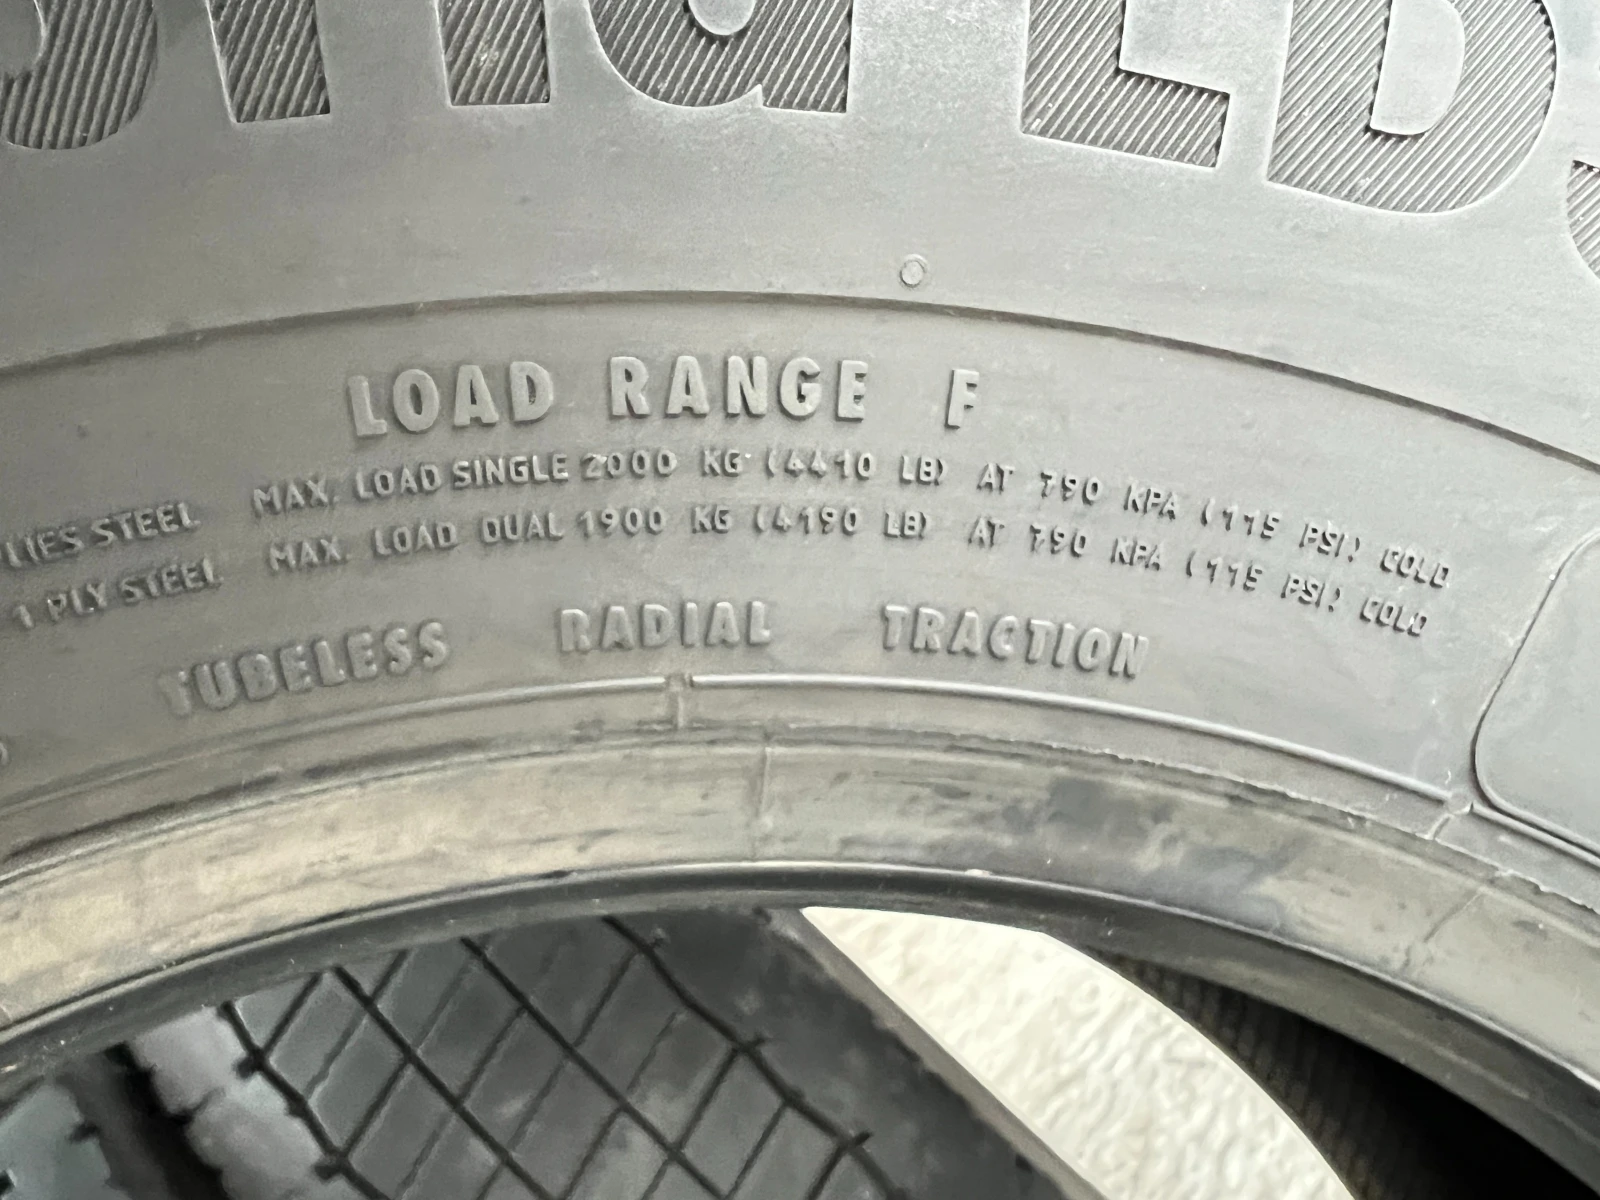 LOAD RANGE F
PLIES STEEL MAX. LOAD SINGLE 2000 KG (4410 LB) AT 790 KPA (115 PSI) COLD
1 PLY STEEL MAX. LOAD DUAL 1900 KG (4190 LB) AT 790 KPA (115 PSI) COLD
TUBELESS RADIAL TRACTION